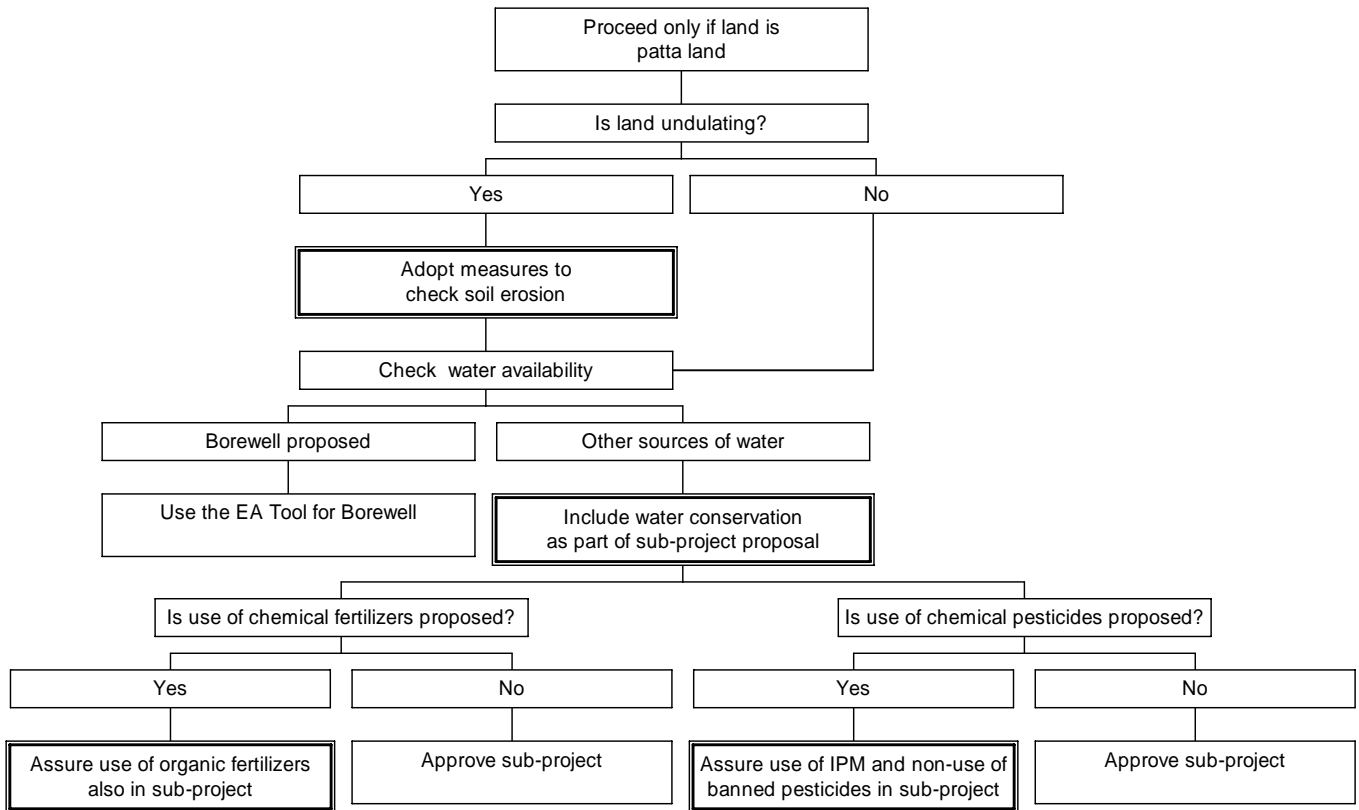 Proceed only if land is
patta land
Is land undulating?
Yes
No
Adopt measures to
check soil erosion
Check water availability
Borewell proposed
Other sources of water
Use the EA Tool for Borewell
Include water conservation
as part of sub-project proposal
Is use of chemical fertilizers proposed?
Is use of chemical pesticides proposed?
Yes
No
Yes
No
Assure use of organic fertilizers
also in sub-project
Approve sub-project
Assure use of IPM and non-use of
banned pesticides in sub-project
Approve sub-project